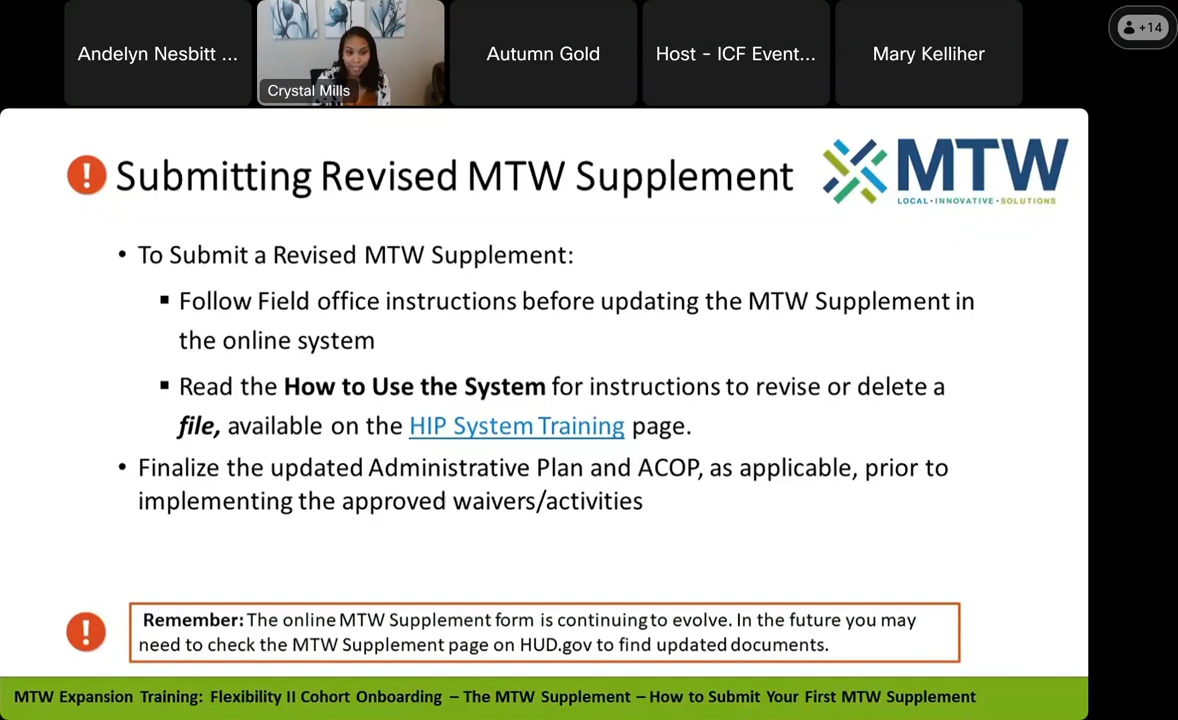 Andelyn Nesbitt ...
Crystal Mills
Autumn Gold
Host - ICF Event...
Mary Kelliher
+14
! Submitting Revised MTW Supplement
MTW
LOCAL • INNOVATIVE • SOLUTIONS
• To Submit a Revised MTW Supplement:
▪ Follow Field office instructions before updating the MTW Supplement in
the online system
▪ Read the How to Use the System for instructions to revise or delete a
file, available on the HIP System Training page.
• Finalize the updated Administrative Plan and ACOP, as applicable, prior to
implementing the approved waivers/activities
! Remember: The online MTW Supplement form is continuing to evolve. In the future you may
need to check the MTW Supplement page on HUD.gov to find updated documents.
MTW Expansion Training: Flexibility II Cohort Onboarding – The MTW Supplement – How to Submit Your First MTW Supplement